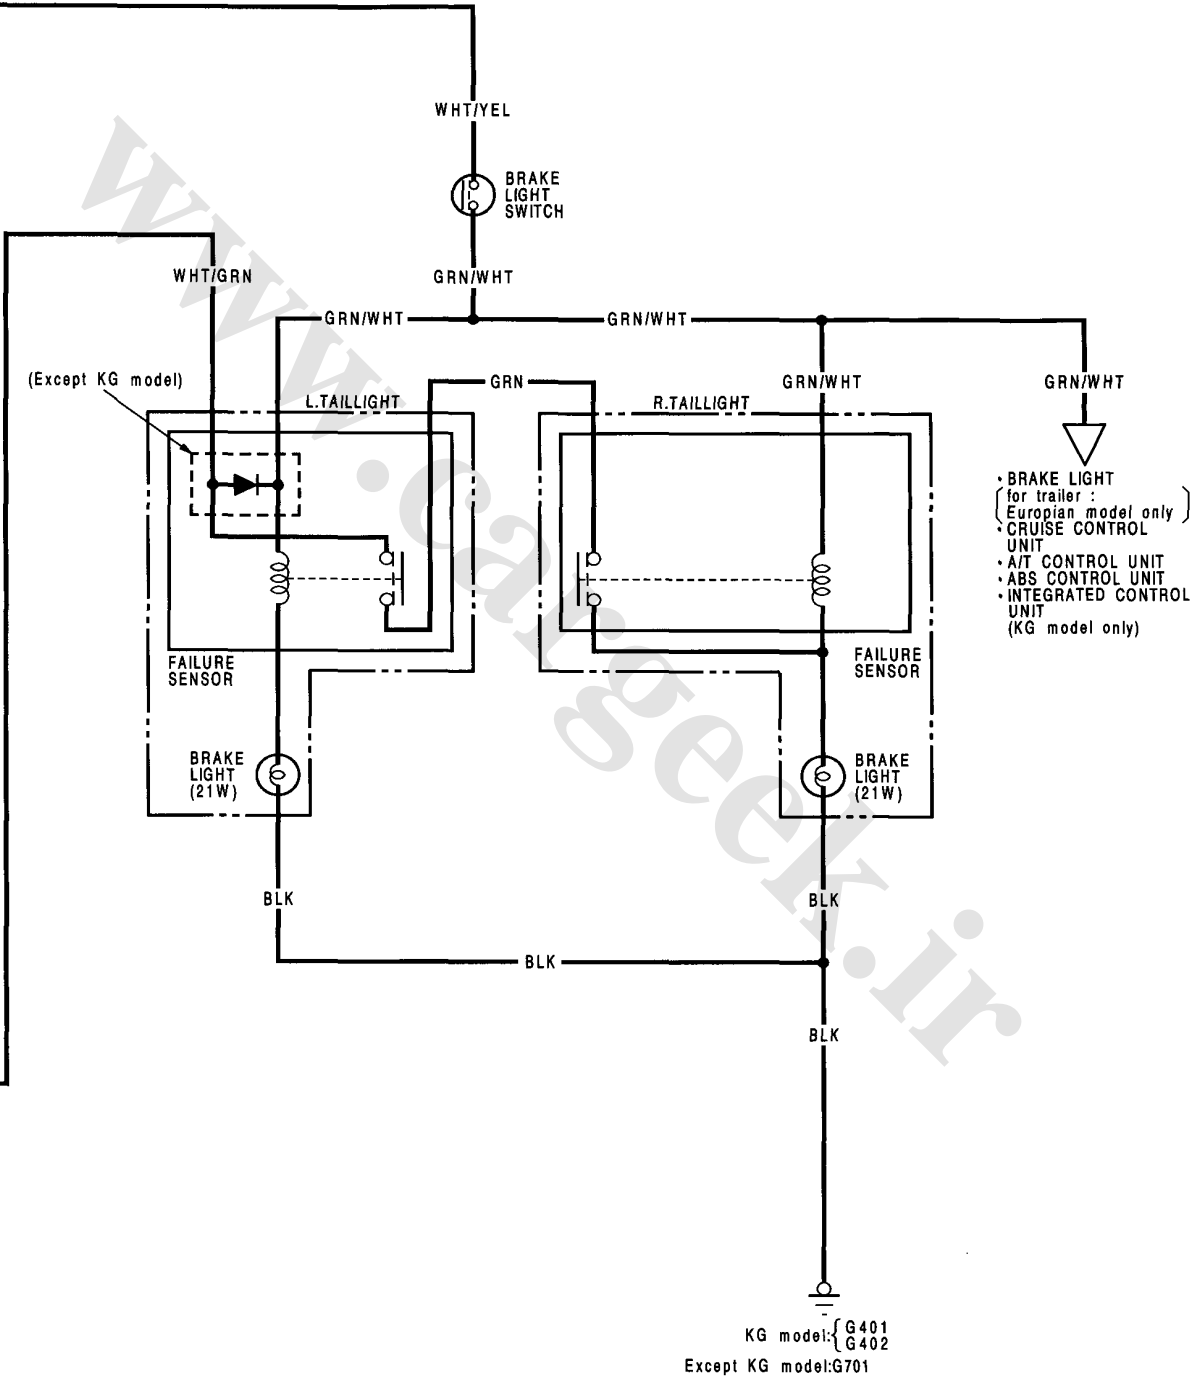 WHT/YEL
BRAKE
LIGHT
SWITCH
WHT/GRN
GRN/WHT
GRN/WHT
GRN/WHT
(Except KG model)
GRN
GRN/WHT
GRN/WHT
L.TAILLIGHT
R.TAILLIGHT
• BRAKE LIGHT
(for trailer :
Europian model only)
• CRUISE CONTROL
UNIT
• A/T CONTROL UNIT
• ABS CONTROL UNIT
• INTEGRATED CONTROL
UNIT
(KG model only)
FAILURE
SENSOR
FAILURE
SENSOR
BRAKE
LIGHT
(21W)
BRAKE
LIGHT
(21W)
BLK
BLK
BLK
BLK
KG model:{G401
G402
Except KG model:G701
www.cargeek.ir